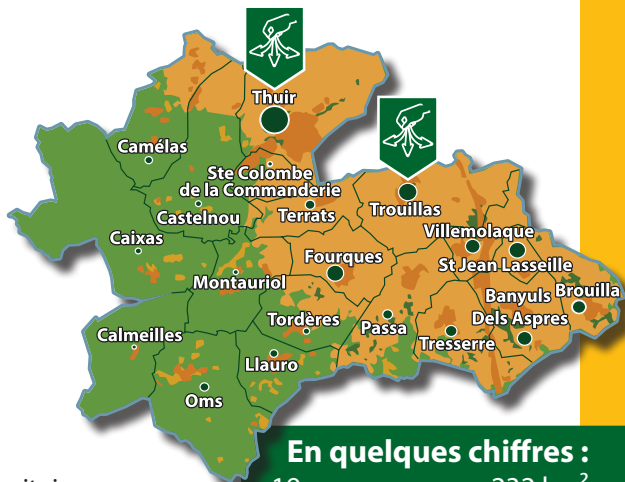 Thuir
Camélas
Ste Colombe
de la Commanderie
Castelnou
Terrats
Trouillas
Villemolaque
Caixas
Fourques
St Jean Lasseille
Montauriol
Banyuls
Brouilla
Dels Aspres
Calmeilles
Tordères
Passa
Tresserre
Llauro
Oms
En quelques chiffres :